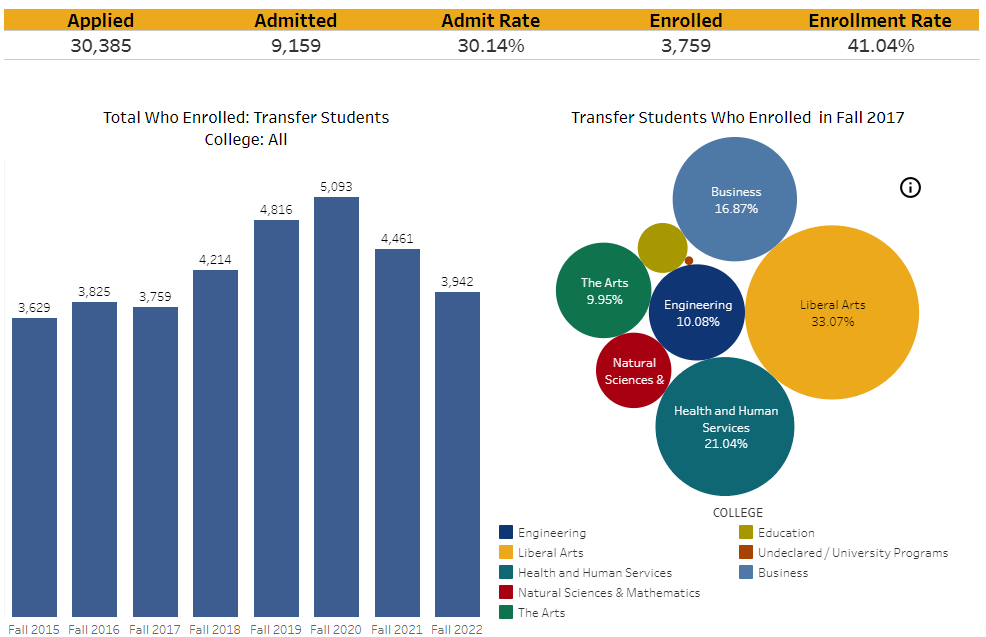 Applied Admitted Admit Rate Enrolled Enrollment Rate
30,385 9,159 30.14% 3,759 41.04%
Total Who Enrolled: Transfer Students
College: All
3,629 3,825 3,759 4,214 4,816 5,093 4,461 3,942
Fall 2015 Fall 2016 Fall 2017 Fall 2018 Fall 2019 Fall 2020 Fall 2021 Fall 2022
Transfer Students Who Enrolled in Fall 2017
Business
16.87%
The Arts
9.95%
Engineering
10.08%
Liberal Arts
33.07%
Natural
Sciences &
Health and Human
Services
21.04%
COLLEGE
Engineering
Liberal Arts
Health and Human Services
Natural Sciences & Mathematics
The Arts
Education
Undeclared / University Programs
Business